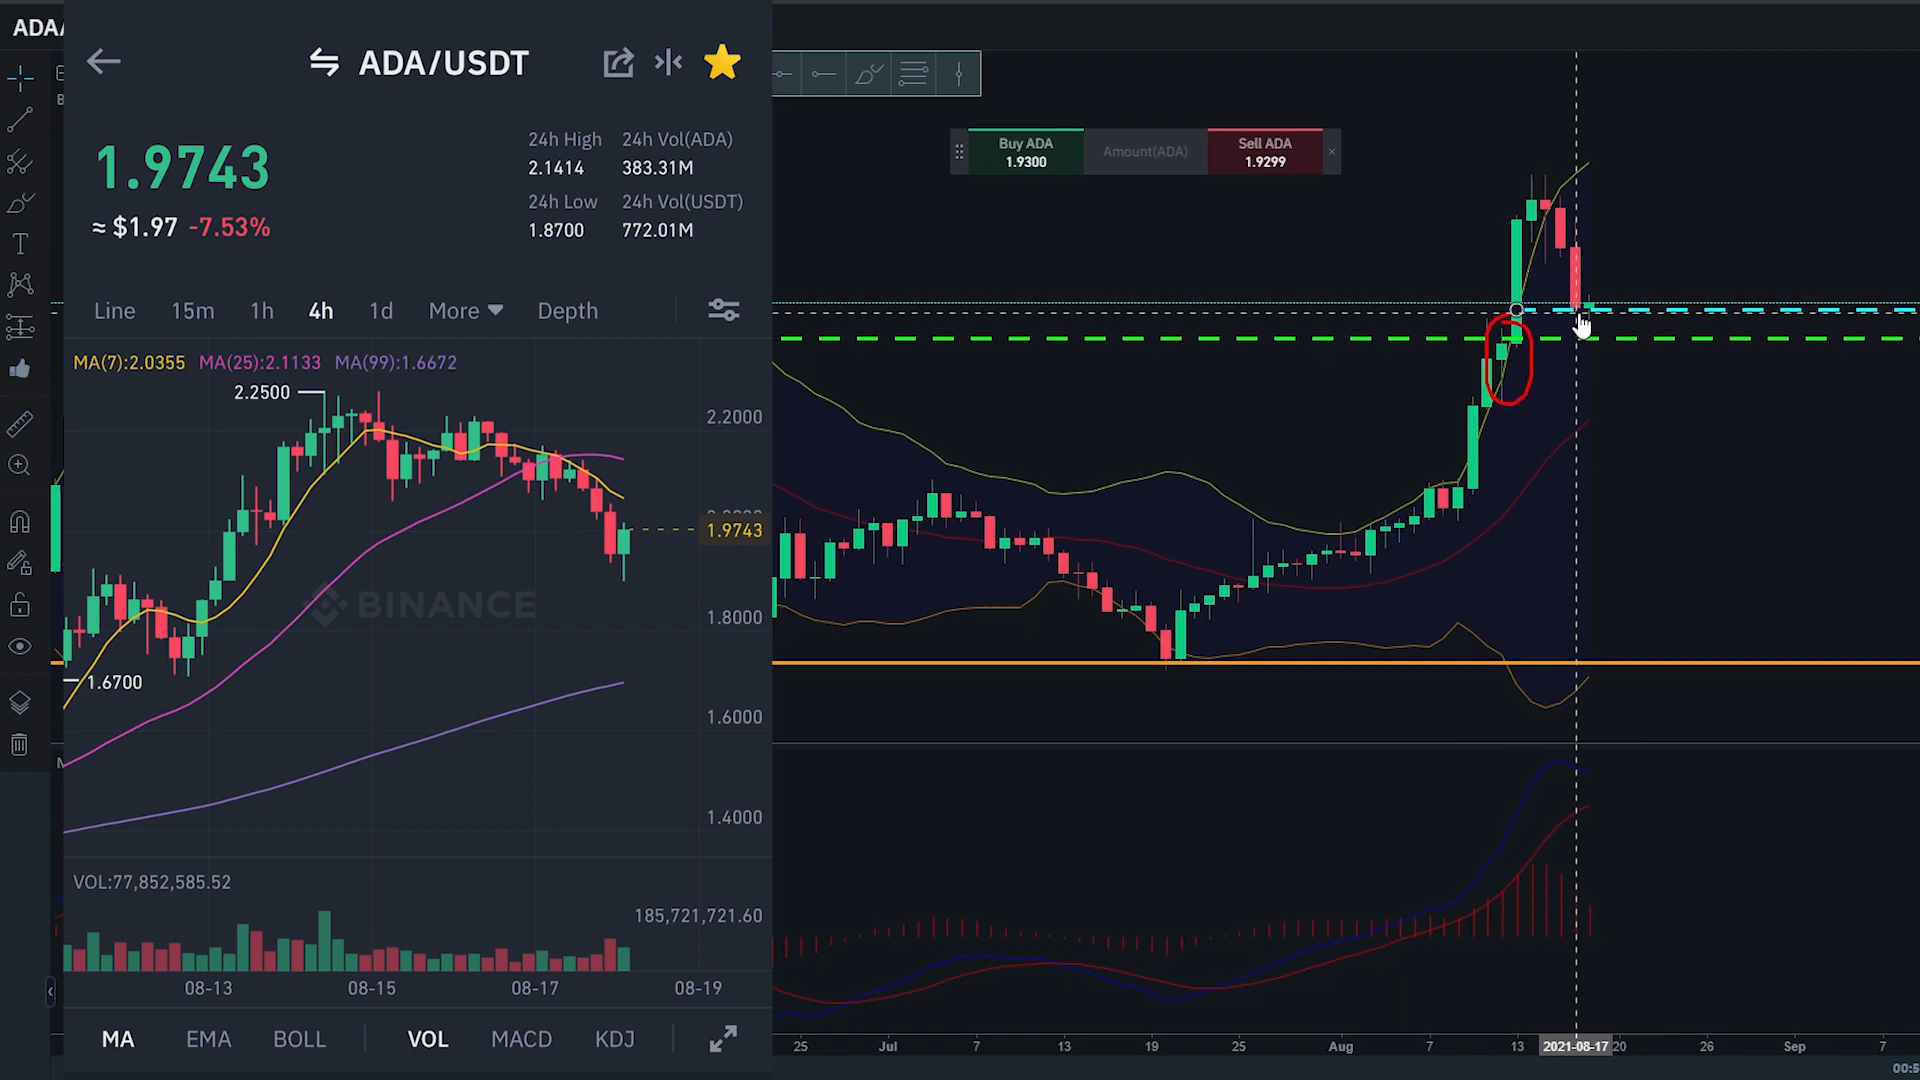 ADA/
ADA/USDT
1.9743
≈ $1.97 -7.53%
24h High 24h Vol(ADA)
2.1414 383.31M
24h Low 24h Vol(USDT)
1.8700 772.01M
Line 15m 1h 4h 1d More Depth
MA(7):2.0355 MA(25):2.1133 MA(99):1.6672
2.2500
2.2000
1.9743
BINANCE
1.8000
1.6700
1.6000
1.4000
VOL:77,852,585.52
185,721,721.60
08-13 08-15 08-17 08-19
MA EMA BOLL VOL MACD KDJ
Buy ADA
1.9300
Amount(ADA)
Sell ADA
1.9299
×
25 Jul 7 13 19 25 Aug 7 13 2021-08-17 20 26 Sep 7